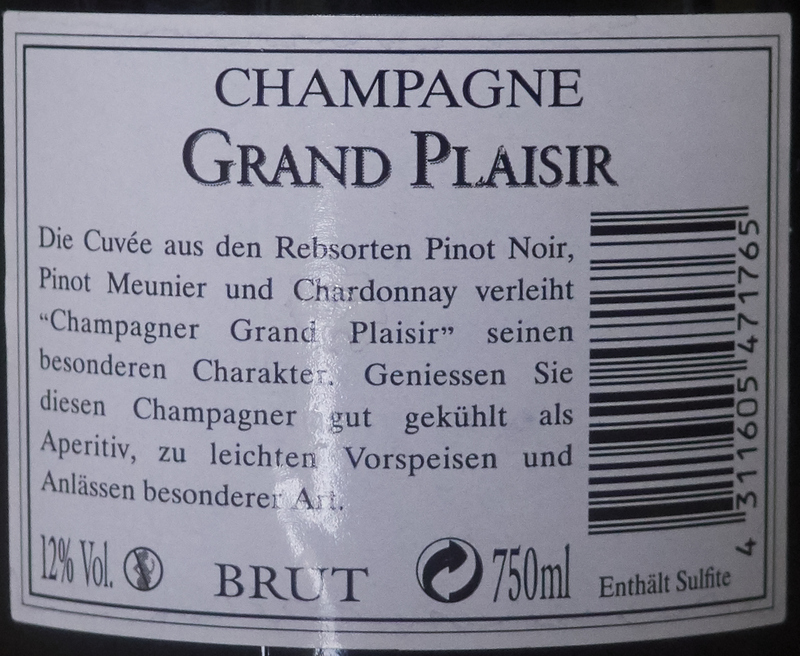 CHAMPAGNE
GRAND PLAISIR
Die Cuvée aus den Rebsorten Pinot Noir,
Pinot Meunier und Chardonnay verleiht
“Champagner Grand Plaisir” seinen
besonderen Charakter. Geniessen Sie
diesen Champagner gut gekühlt als
Aperitiv, zu leichten Vorspeisen und
Anlässen besonderer Art.
12% Vol.
BRUT
750ml
Enthält Sulfite
4 311605 471765